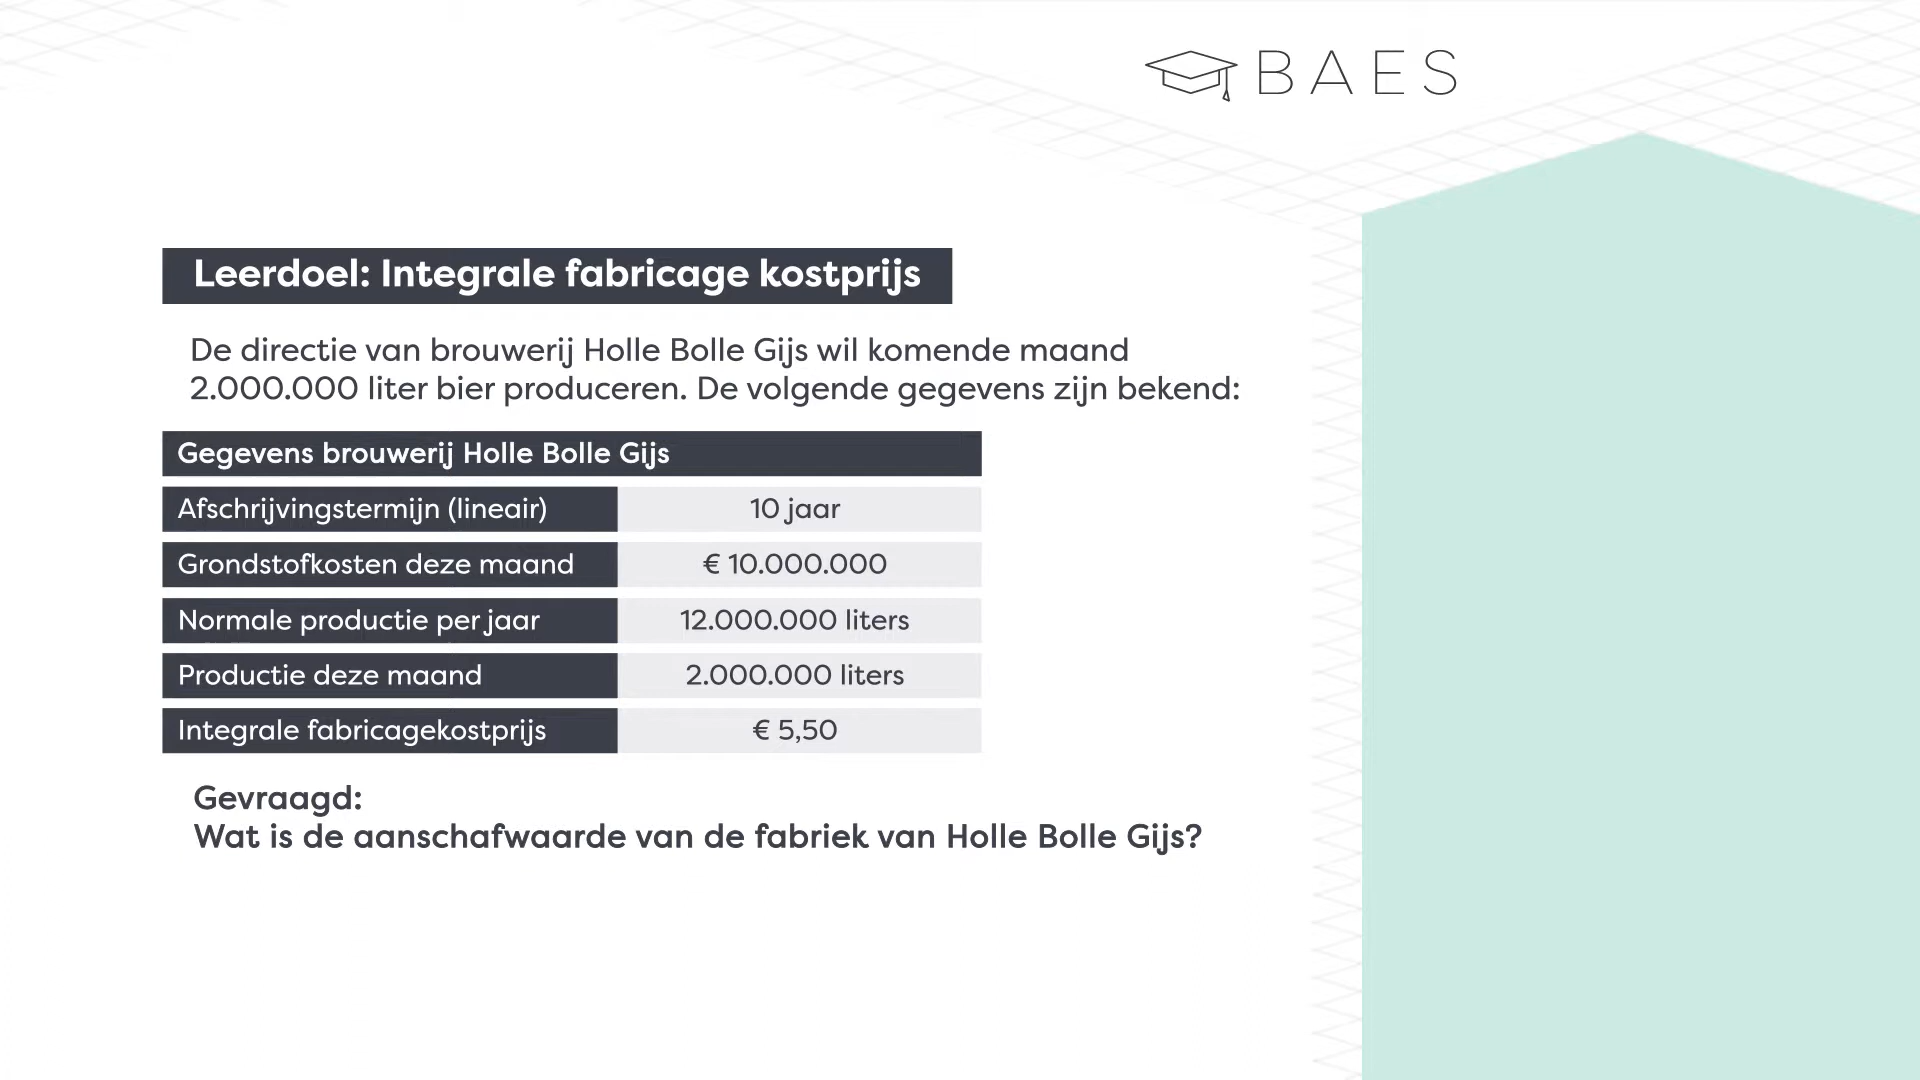 BAES
Leerdoel: Integrale fabricage kostprijs
De directie van brouwerij Holle Bolle Gijs wil komende maand
2.000.000 liter bier produceren. De volgende gegevens zijn bekend:
Gegevens brouwerij Holle Bolle Gijs
Afschrijvingstermijn (lineair) 10 jaar
Grondstofkosten deze maand € 10.000.000
Normale productie per jaar 12.000.000 liters
Productie deze maand 2.000.000 liters
Integrale fabricagekostprijs € 5,50
Gevraagd:
Wat is de aanschafwaarde van de fabriek van Holle Bolle Gijs?